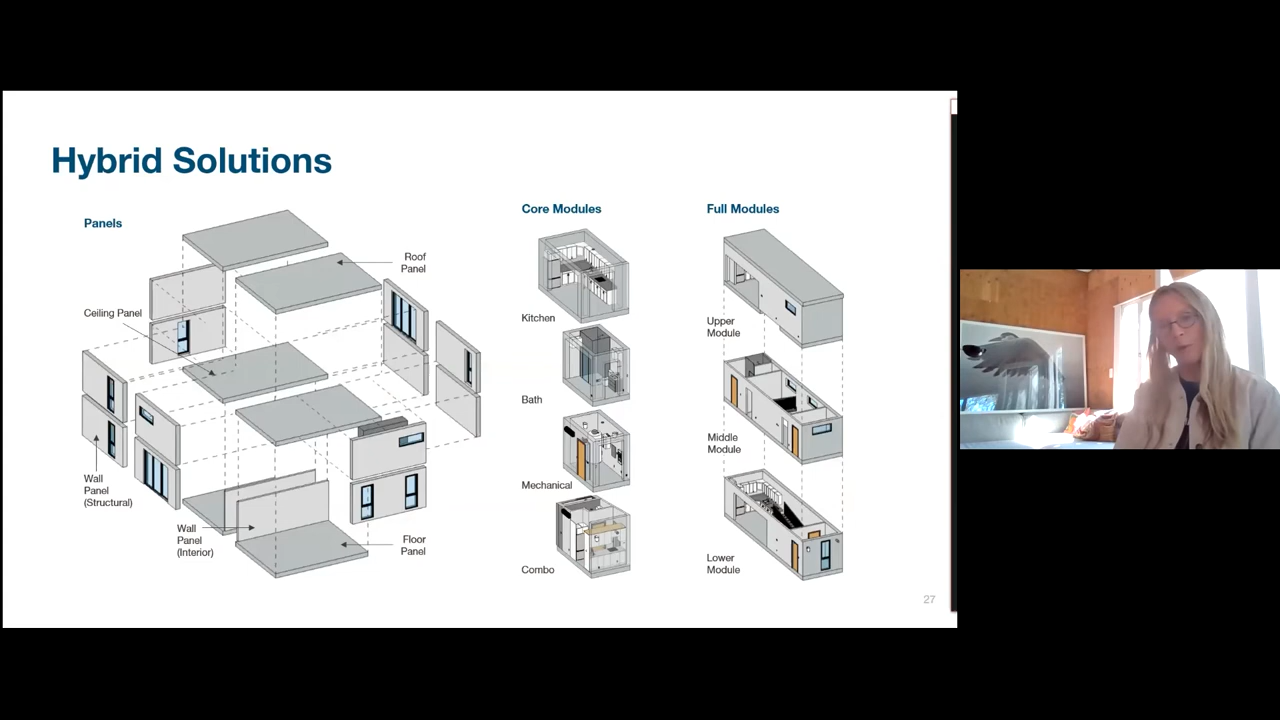 Hybrid Solutions
Panels
Roof
Panel
Ceiling Panel
Wall
Panel
(Structural)
Wall
Panel
(Interior)
Floor
Panel
Core Modules
Kitchen
Bath
Mechanical
Combo
Full Modules
Upper
Module
Middle
Module
Lower
Module
27